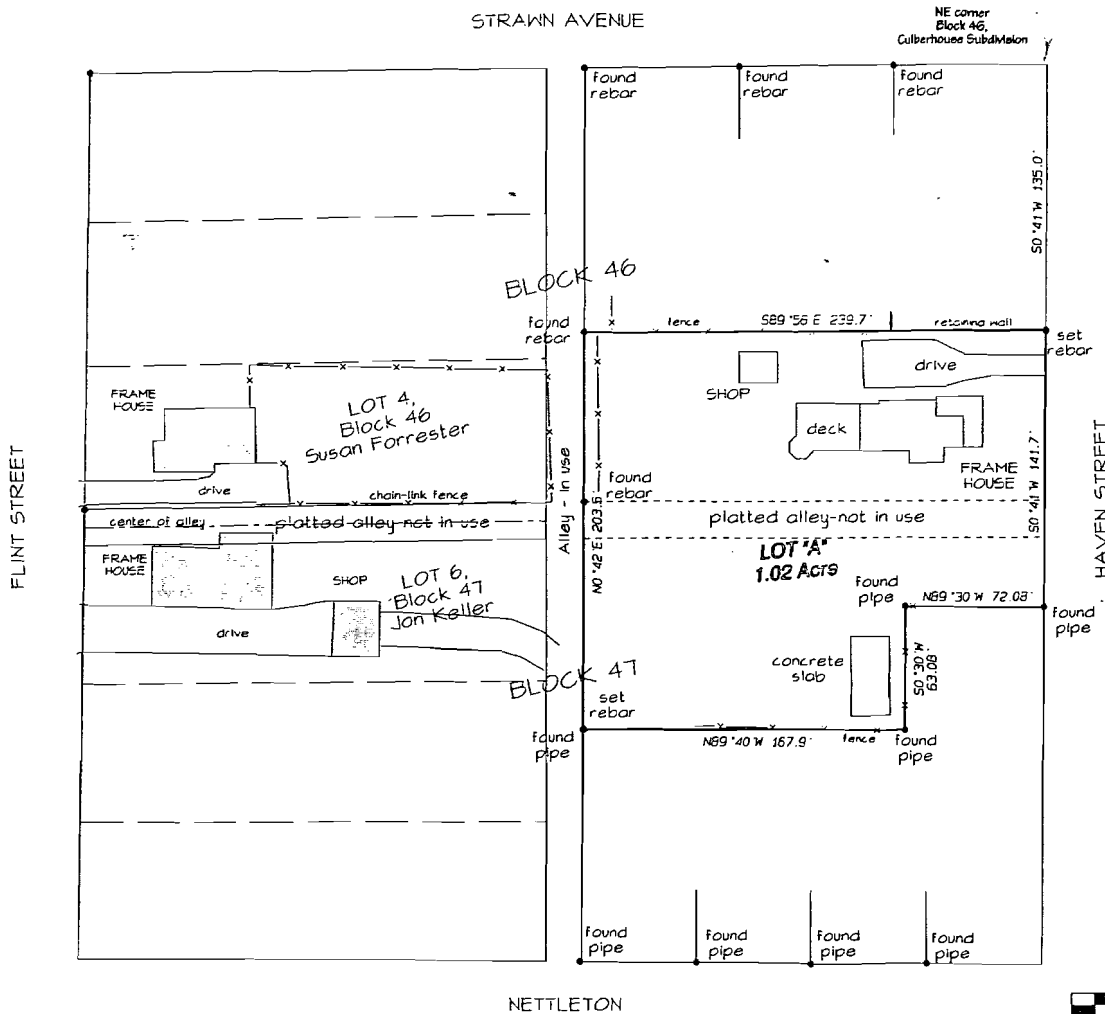 STRAWN AVENUE
NE corner
Block 46,
Culberhouse Subdivision
found
rebar
found
rebar
found
rebar
S0°41'W 135.0'
BLOCK 46
found
rebar
fence
S89°56'E 239.7'
retaining wall
set
rebar
drive
SHOP
FRAME
HOUSE
LOT 4,
Block 46
Susan Forrester
deck
FRAME
HOUSE
HAVEN STREET
S0°41'W 141.7'
FLINT STREET
drive
chain-link fence
Alley - in use
found
rebar
N0°42'E 203.5'
center of alley
platted alley-not in use
platted alley-not in use
LOT "A"
1.02 Acrs
FRAME
HOUSE
SHOP
LOT 6,
Block 47
Jon Keller
found
pipe
N89°30'W 72.08'
found
pipe
drive
concrete
slab
S0°30'W
63.08'
BLOCK 47
set
rebar
found
pipe
N89°40'W 167.9'
fence
found
pipe
found
pipe
found
pipe
found
pipe
found
pipe
NETTLETON